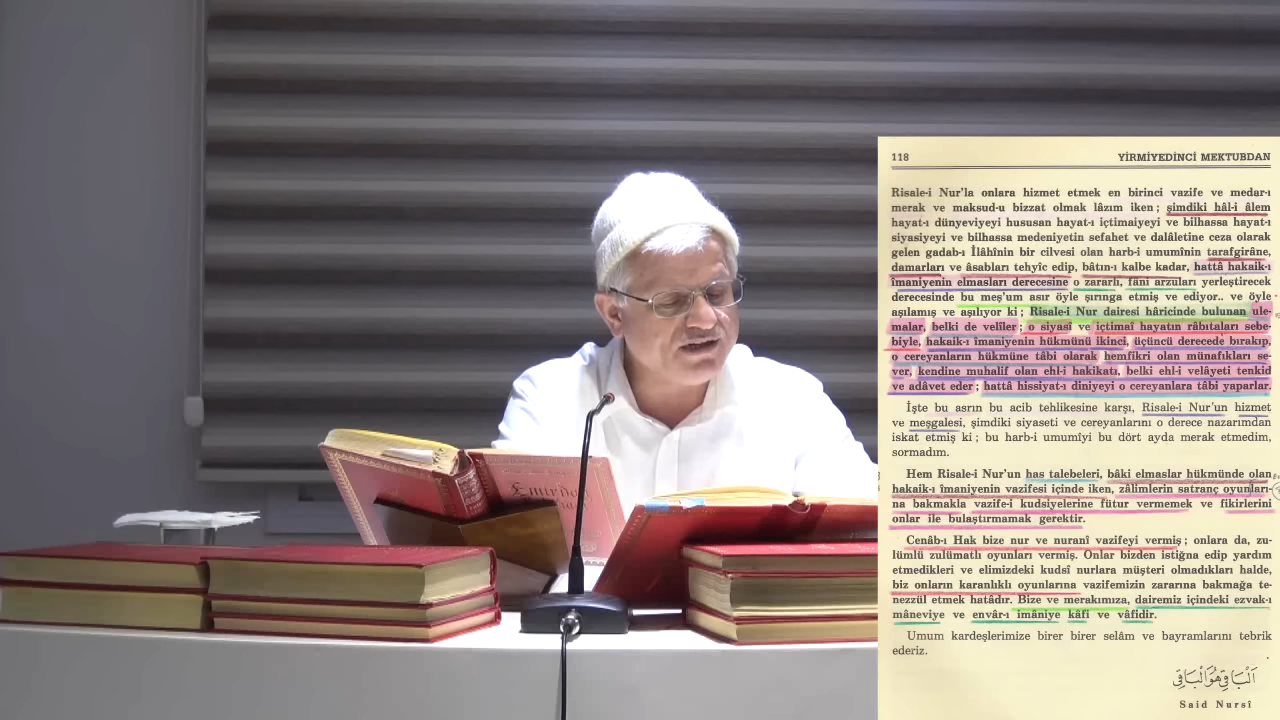 Emirdağ
118 YİRMİYEDİNCİ MEKTUBDAN
Risale-i Nur'la onlara hizmet etmek en birinci vazife ve medar-ı
merak ve maksud-u bizzat olmak lâzım iken ; şimdiki hâl-i âlem
hayat-ı dünyeviyeyi hususan hayat-ı içtimaiyeyi ve bilhassa hayat-ı
siyasiyeyi ve bilhassa medeniyetin sefahet ve dalâletine ceza olarak
gelen gadab-ı İlâhînin bir cilvesi olan harb-i umumînin tarafgirâne,
damarları ve âsabları tehyîc edip, bâtın-ı kalbe kadar, hattâ hakaik-ı
îmaniyenin elmasları derecesine o zararlı, fânî arzuları yerleştirecek
derecesinde bu meş'um asır öyle şırınga etmiş ve ediyor.. ve öyle
aşılamış ve aşılıyor ki ; Risale-i Nur dairesi hâricinde bulunan ule-
malar, belki de velîler ; o siyasî ve içtimaî hayatın râbıtaları sebe-
biyle, hakaik-ı îmaniyenin hükmünü ikinci, üçüncü derecede bırakıp,
o cereyanların hükmüne tâbi olarak hemfikri olan münafıkları se-
ver, kendine muhalif olan ehl-i hakikatı, belki ehl-i velâyeti tenkid
ve adâvet eder ; hattâ hissiyat-ı diniyeyi o cereyanlara tâbi yaparlar.
İşte bu asrın bu acib tehlikesine karşı, Risale-i Nur'un hizmet
ve meşgalesi, şimdiki siyaseti ve cereyanlarını o derece nazarımdan
iskat etmiş ki ; bu harb-i umumîyi bu dört ayda merak etmedim,
sormadım.
Hem Risale-i Nur'un has talebeleri, bâki elmaslar hükmünde olan
hakaik-ı îmaniyenin vazifesi içinde iken, zâlimlerin satranç oyunları-
na bakmakla vazife-i kudsiyelerine fütur vermemek ve fikirlerini
onlar ile bulaştırmamak gerektir.
Cenâb-ı Hak bize nur ve nuranî vazifeyi vermiş ; onlara da, zu-
lümlü zulümatlı oyunları vermiş. Onlar bizden istiğna edip yardım
etmedikleri ve elimizdeki kudsî nurlara müşteri olmadıkları halde,
biz onların karanlıklı oyunlarına vazifemizin zararına bakmağa te-
nezzül etmek hatâdır. Bize ve merakımıza, dairemiz içindeki ezvak-ı
mâneviye ve envâr-ı îmâniye kâfi ve vâfidir.
Umum kardeşlerimize birer birer selâm ve bayramlarını tebrik
ederiz.
اَلْبَاقِى هُوَ الْبَاقِى
Said Nursî